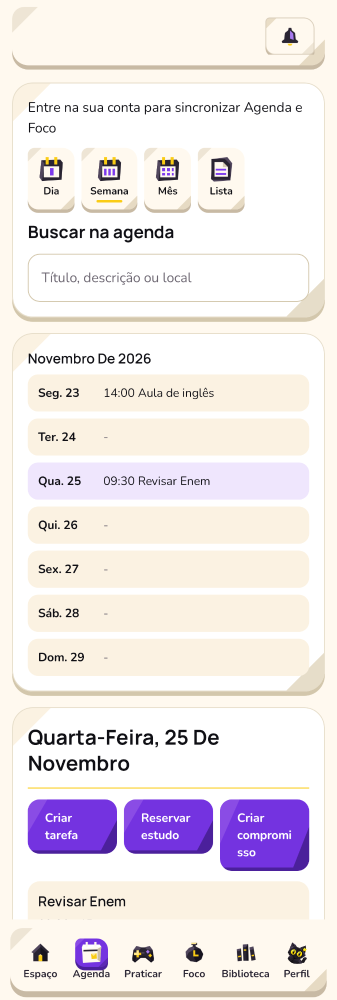 Entre na sua conta para sincronizar Agenda e
Foco
Dia
Semana
Mês
Lista
Buscar na agenda
Título, descrição ou local
Novembro De 2026
Seg. 23 14:00 Aula de inglês
Ter. 24 -
Qua. 25 09:30 Revisar Enem
Qui. 26 -
Sex. 27 -
Sáb. 28 -
Dom. 29 -
Quarta-Feira, 25 De
Novembro
Criar
tarefa
Reservar
estudo
Criar
compromi
sso
Revisar Enem
Espaço
Agenda
Praticar
Foco
Biblioteca
Perfil